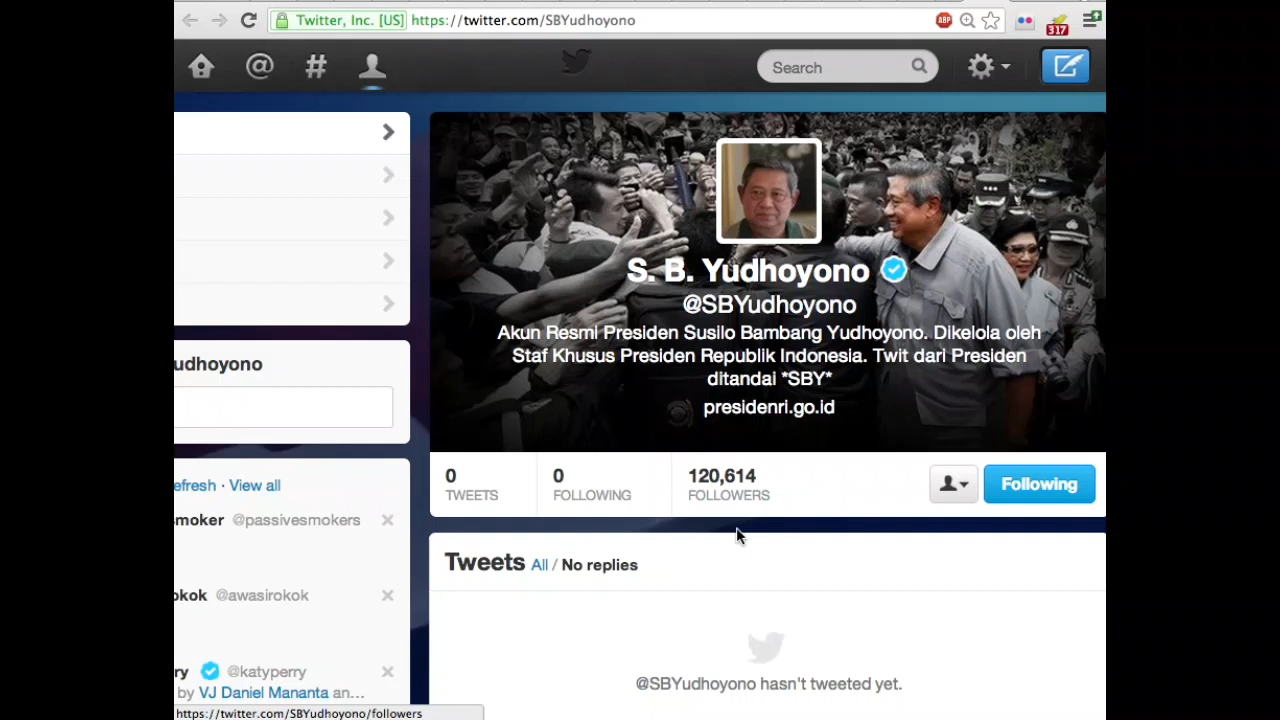 Twitter, Inc. [US] https://twitter.com/SBYudhoyono
ABP
317
@ #
Search
S. B. Yudhoyono
@SBYudhoyono
Akun Resmi Presiden Susilo Bambang Yudhoyono. Dikelola oleh
Staf Khusus Presiden Republik Indonesia. Twit dari Presiden
ditandai *SBY*
presidenri.go.id
udhoyono
0
TWEETS
0
FOLLOWING
120,614
FOLLOWERS
Following
efresh · View all
smoker @passivesmokers
okok @awasirokok
ry @katyperry
by VJ Daniel Mananta an...
Tweets All / No replies
@SBYudhoyono hasn't tweeted yet.
https://twitter.com/SBYudhoyono/followers